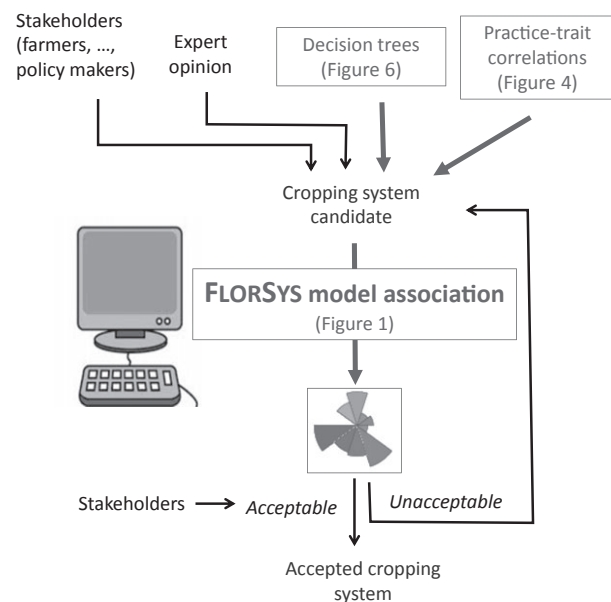 Stakeholders
(farmers, …,
policy makers)
Expert
opinion
Decision trees
(Figure 6)
Practice-trait
correlations
(Figure 4)
Cropping system
candidate
FLORSYS model association
(Figure 1)
Stakeholders
Acceptable
Unacceptable
Accepted cropping
system